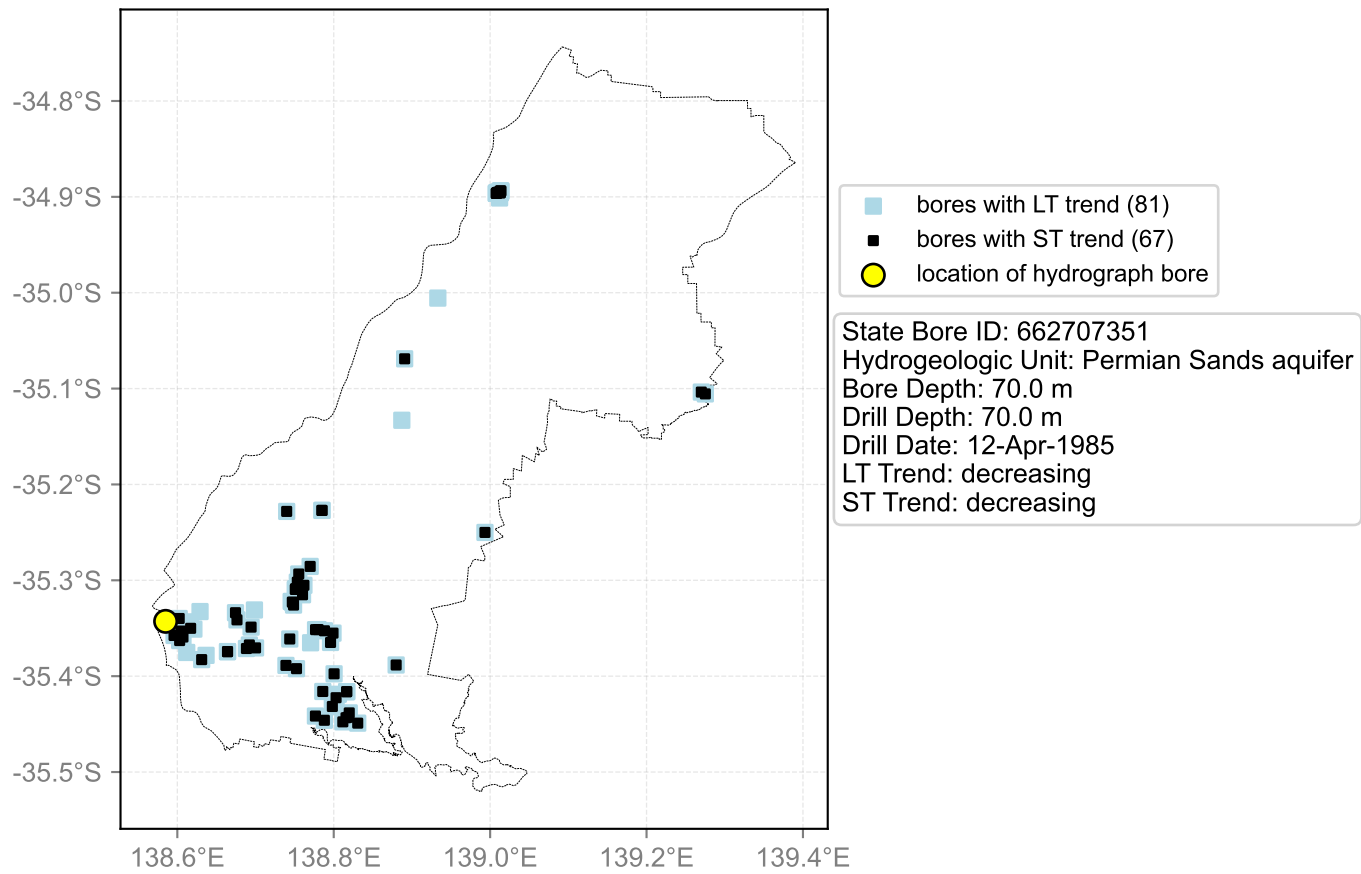 -34.8°S
-34.9°S
-35.0°S
-35.1°S
-35.2°S
-35.3°S
-35.4°S
-35.5°S
138.6°E
138.8°E
139.0°E
139.2°E
139.4°E
bores with LT trend (81)
bores with ST trend (67)
location of hydrograph bore
State Bore ID: 662707351
Hydrogeologic Unit: Permian Sands aquifer
Bore Depth: 70.0 m
Drill Depth: 70.0 m
Drill Date: 12-Apr-1985
LT Trend: decreasing
ST Trend: decreasing